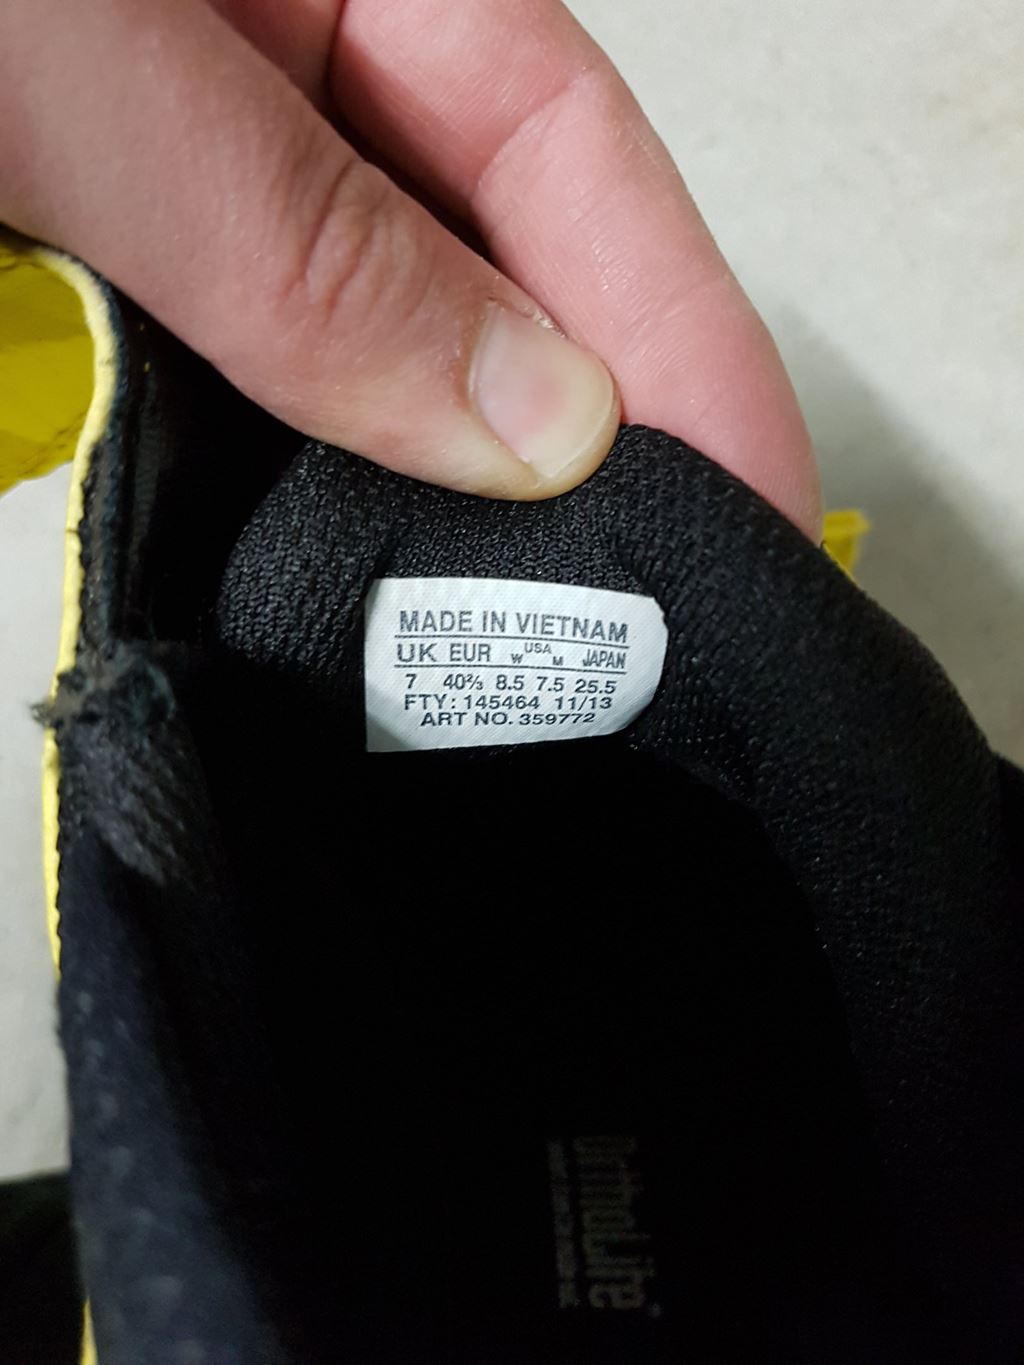 MADE IN VIETNAM
UK EUR W USA M JAPAN
7 40⅔ 8.5 7.5 25.5
FTY: 145464 11/13
ART NO. 359772
OrthoLite